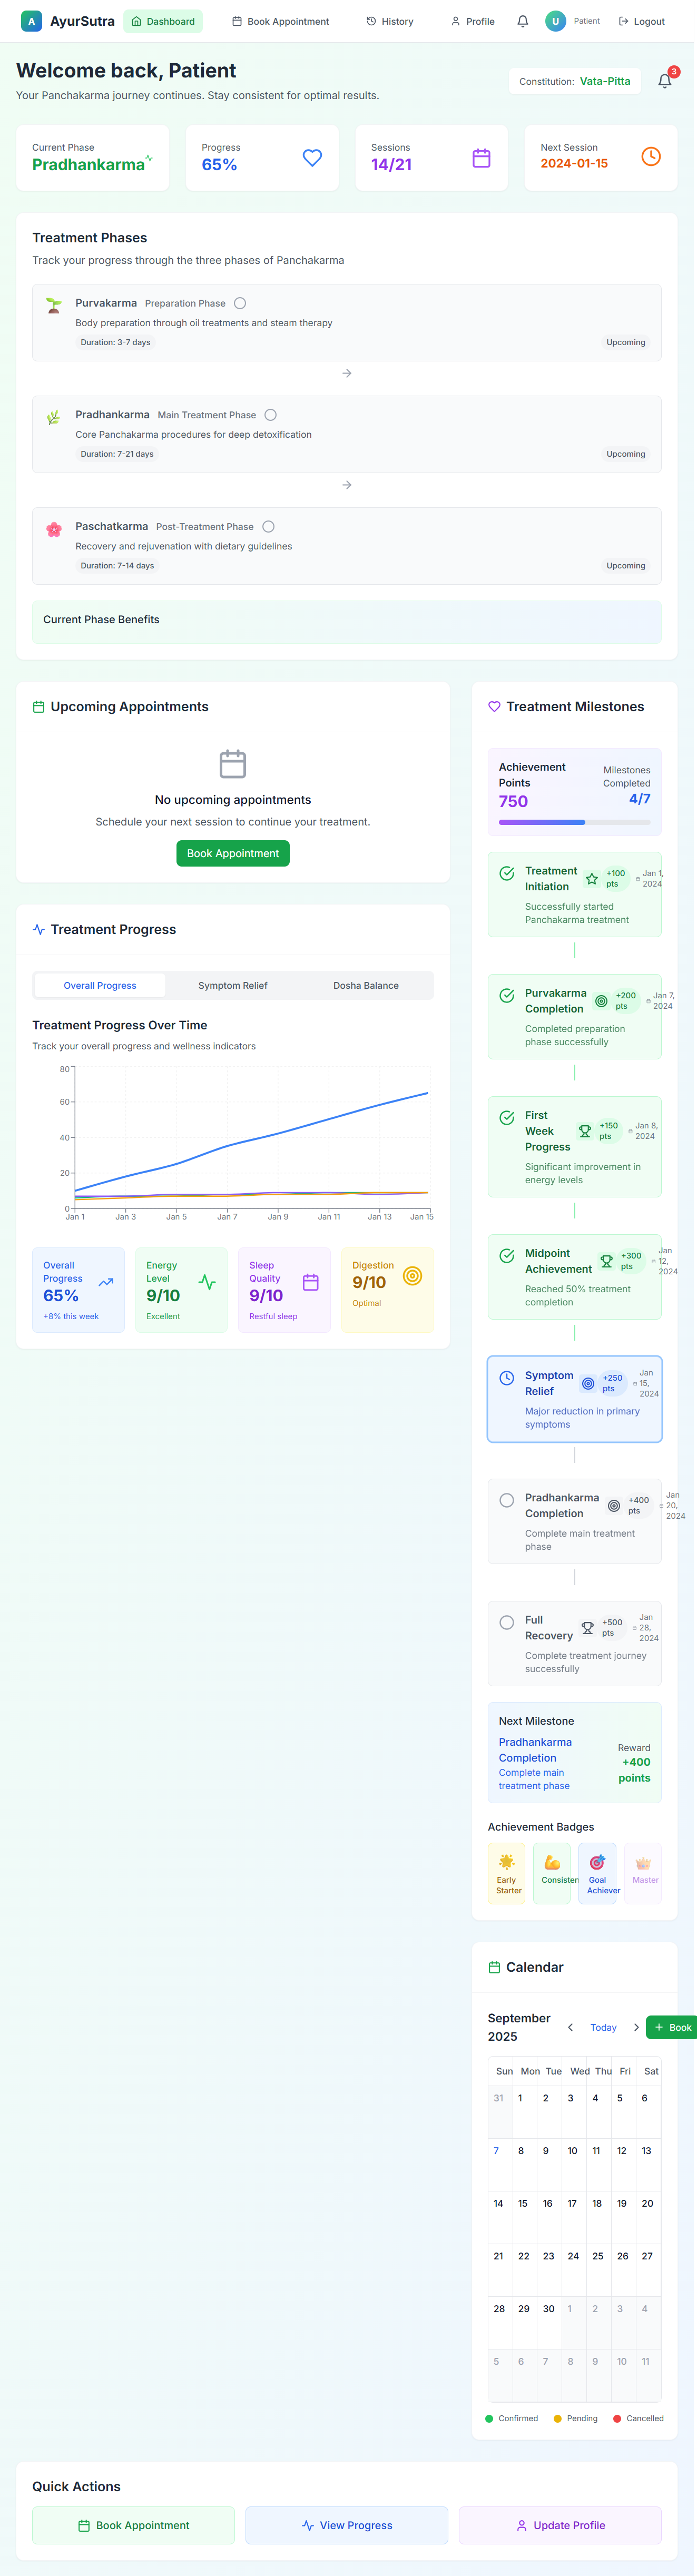 A AyurSutra Dashboard Book Appointment History Profile U Patient Logout
Welcome back, Patient
Your Panchakarma journey continues. Stay consistent for optimal results.
Constitution: Vata-Pitta
3
Current Phase
Pradhankarma
Progress
65%
Sessions
14/21
Next Session
2024-01-15
Treatment Phases
Track your progress through the three phases of Panchakarma
Purvakarma Preparation Phase
Body preparation through oil treatments and steam therapy
Duration: 3-7 days Upcoming
Pradhankarma Main Treatment Phase
Core Panchakarma procedures for deep detoxification
Duration: 7-21 days Upcoming
Paschatkarma Post-Treatment Phase
Recovery and rejuvenation with dietary guidelines
Duration: 7-14 days Upcoming
Current Phase Benefits
Upcoming Appointments
No upcoming appointments
Schedule your next session to continue your treatment.
Book Appointment
Treatment Progress
Overall Progress Symptom Relief Dosha Balance
Treatment Progress Over Time
Track your overall progress and wellness indicators
80
60
40
20
0
Jan 1 Jan 3 Jan 5 Jan 7 Jan 9 Jan 11 Jan 13 Jan 15
Overall
Progress
65%
+8% this week
Energy
Level
9/10
Excellent
Sleep
Quality
9/10
Restful sleep
Digestion
9/10
Optimal
Treatment Milestones
Achievement
Points
750
Milestones
Completed
4/7
Treatment
Initiation
+100
pts
Jan 1,
2024
Successfully started
Panchakarma treatment
Purvakarma
Completion
+200
pts
Jan 7,
2024
Completed preparation
phase successfully
First
Week
Progress
+150
pts
Jan 8,
2024
Significant improvement in
energy levels
Midpoint
Achievement
+300
pts
Jan
12,
2024
Reached 50% treatment
completion
Symptom
Relief
+250
pts
Jan
15,
2024
Major reduction in primary
symptoms
Pradhankarma
Completion
+400
pts
Jan
20,
2024
Complete main treatment
phase
Full
Recovery
+500
pts
Jan
28,
2024
Complete treatment journey
successfully
Next Milestone
Pradhankarma
Completion
Complete main
treatment phase
Reward
+400
points
Achievement Badges
Early
Starter
Consisten
Goal
Achiever
Master
Calendar
September
2025
Today
+ Book
Sun Mon Tue Wed Thu Fri Sat
31 1 2 3 4 5 6
7 8 9 10 11 12 13
14 15 16 17 18 19 20
21 22 23 24 25 26 27
28 29 30 1 2 3 4
5 6 7 8 9 10 11
Confirmed Pending Cancelled
Quick Actions
Book Appointment View Progress Update Profile